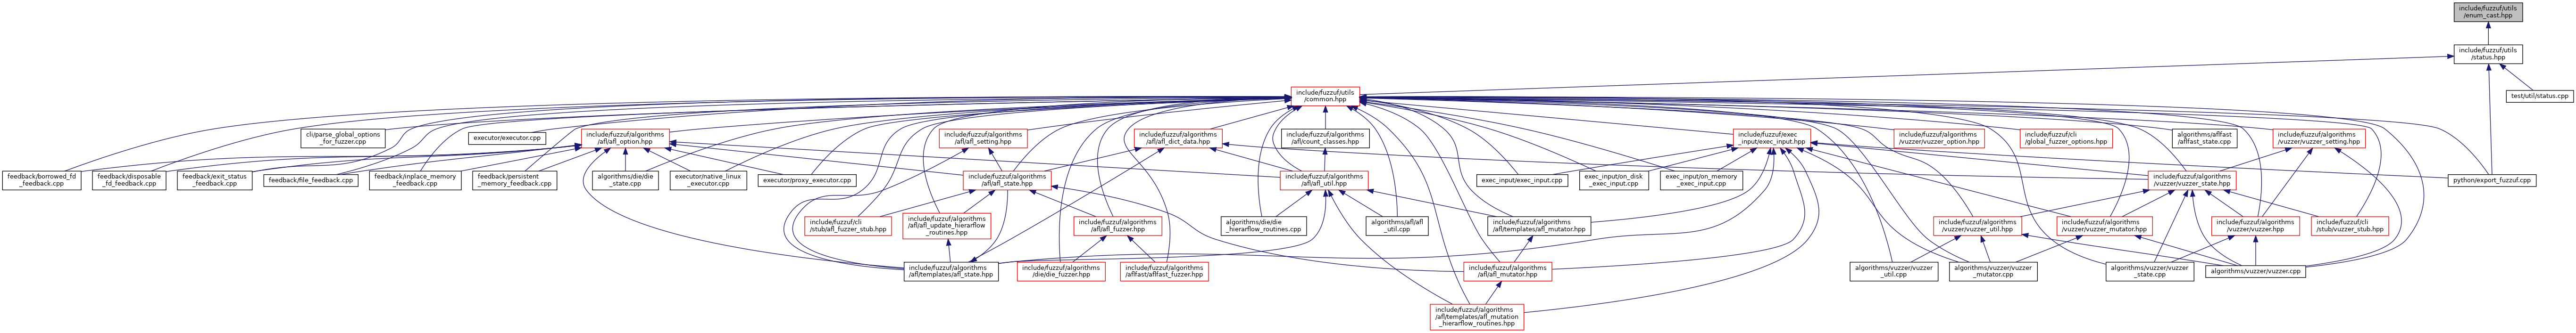 include/fuzzuf/utils
/enum_cast.hpp
include/fuzzuf/utils
/status.hpp
include/fuzzuf/utils
/common.hpp
test/util/status.cpp
cli/parse_global_options
_for_fuzzer.cpp
executor/executor.cpp
include/fuzzuf/algorithms
/afl/afl_option.hpp
include/fuzzuf/algorithms
/afl/afl_setting.hpp
include/fuzzuf/algorithms
/afl/afl_dict_data.hpp
include/fuzzuf/algorithms
/afl/count_classes.hpp
include/fuzzuf/exec
_input/exec_input.hpp
include/fuzzuf/algorithms
/vuzzer/vuzzer_option.hpp
include/fuzzuf/cli
/global_fuzzer_options.hpp
algorithms/aflfast
/aflfast_state.cpp
include/fuzzuf/algorithms
/vuzzer/vuzzer_setting.hpp
feedback/borrowed_fd
_feedback.cpp
feedback/disposable
_fd_feedback.cpp
feedback/exit_status
_feedback.cpp
feedback/file_feedback.cpp
feedback/inplace_memory
_feedback.cpp
feedback/persistent
_memory_feedback.cpp
algorithms/die/die
_state.cpp
executor/native_linux
_executor.cpp
executor/proxy_executor.cpp
include/fuzzuf/algorithms
/afl/afl_state.hpp
include/fuzzuf/algorithms
/afl/afl_util.hpp
exec_input/exec_input.cpp
exec_input/on_disk
_exec_input.cpp
exec_input/on_memory
_exec_input.cpp
include/fuzzuf/algorithms
/vuzzer/vuzzer_state.hpp
python/export_fuzzuf.cpp
include/fuzzuf/cli
/stub/afl_fuzzer_stub.hpp
include/fuzzuf/algorithms
/afl/afl_update_hierarflow
_routines.hpp
include/fuzzuf/algorithms
/afl/afl_fuzzer.hpp
algorithms/die/die
_hierarflow_routines.cpp
algorithms/afl/afl
_util.cpp
include/fuzzuf/algorithms
/afl/templates/afl_mutator.hpp
include/fuzzuf/algorithms
/vuzzer/vuzzer_util.hpp
include/fuzzuf/algorithms
/vuzzer/vuzzer_mutator.hpp
include/fuzzuf/algorithms
/vuzzer/vuzzer.hpp
include/fuzzuf/cli
/stub/vuzzer_stub.hpp
include/fuzzuf/algorithms
/afl/templates/afl_state.hpp
include/fuzzuf/algorithms
/die/die_fuzzer.hpp
include/fuzzuf/algorithms
/aflfast/aflfast_fuzzer.hpp
include/fuzzuf/algorithms
/afl/afl_mutator.hpp
algorithms/vuzzer/vuzzer
_util.cpp
algorithms/vuzzer/vuzzer
_mutator.cpp
algorithms/vuzzer/vuzzer
_state.cpp
algorithms/vuzzer/vuzzer.cpp
include/fuzzuf/algorithms
/afl/templates/afl_mutation
_hierarflow_routines.hpp